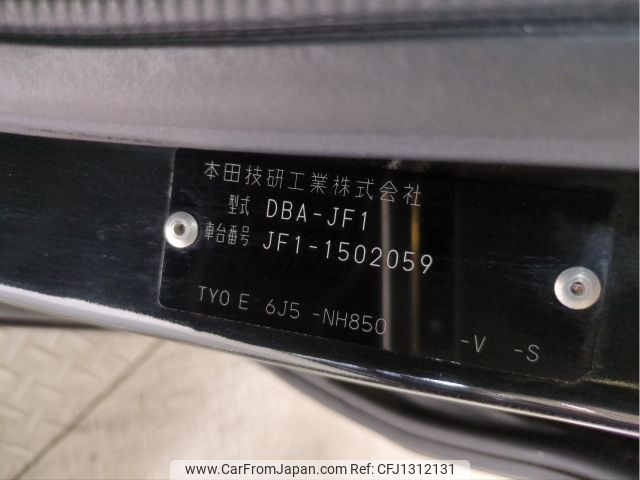 本田技研工業株式会社
型式 DBA-JF1
車台番号 JF1-1502059
TYO E 6J5 -NH850 -V -S
www.CarFromJapan.com - CFJ1312131